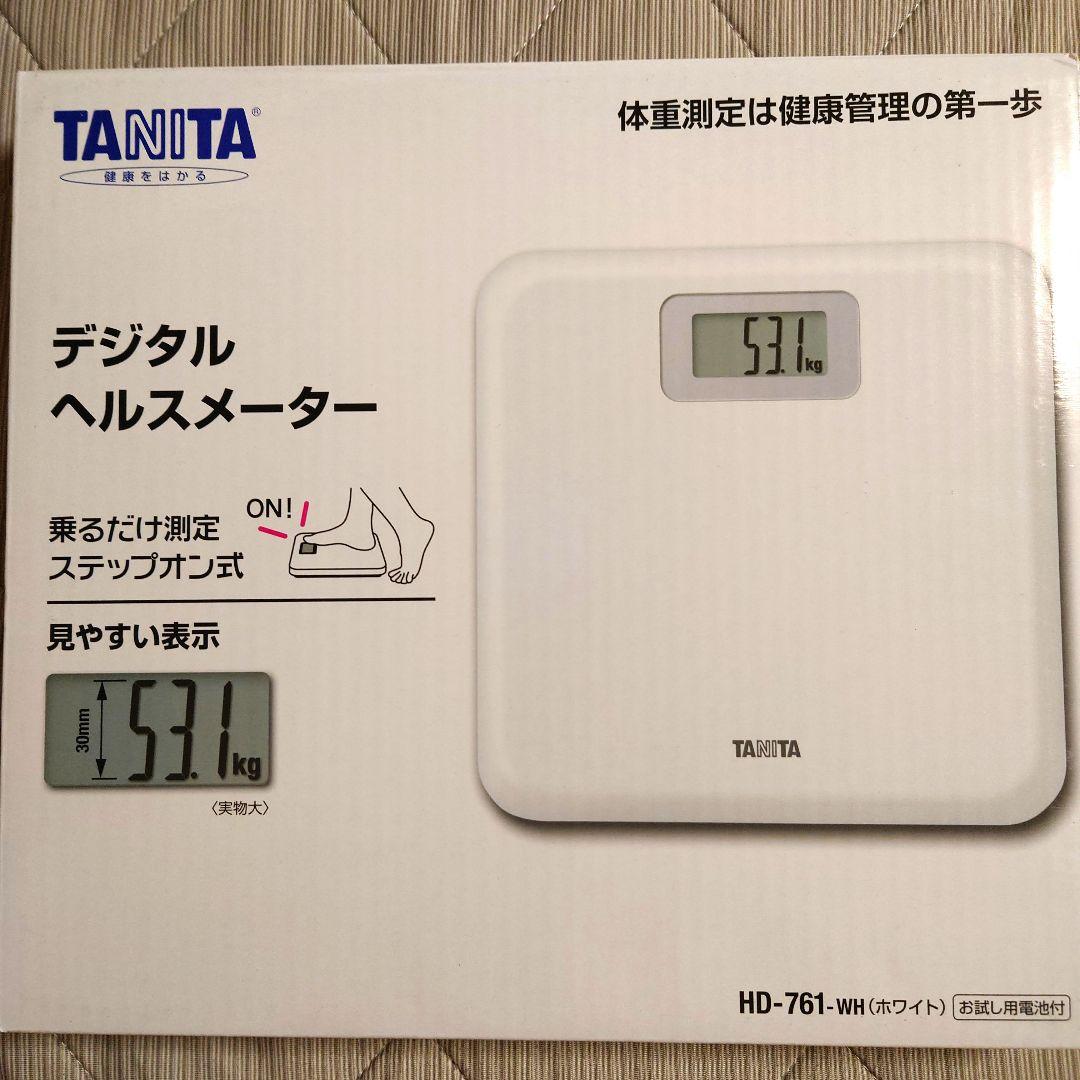 TANITA®
健康をはかる
体重測定は健康管理の第一歩
デジタル
ヘルスメーター
乗るだけ測定
ステップオン式
ON!
見やすい表示
30mm
53.1kg
〈実物大〉
53.1kg
TANITA
HD-761-WH(ホワイト) お試し用電池付